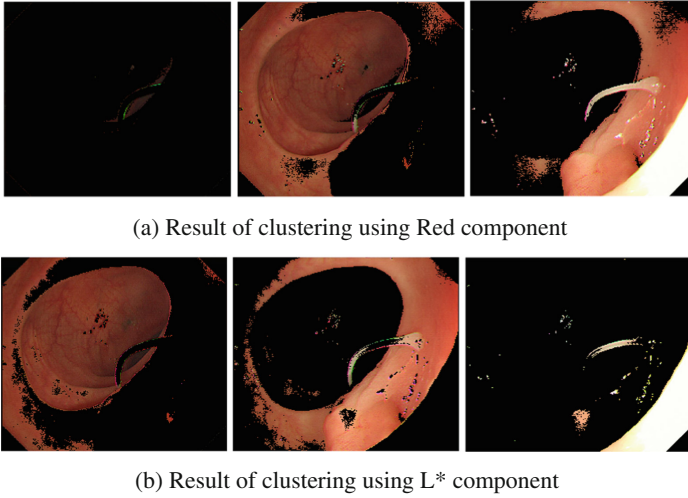 (a) Result of clustering using Red component
(b) Result of clustering using L* component